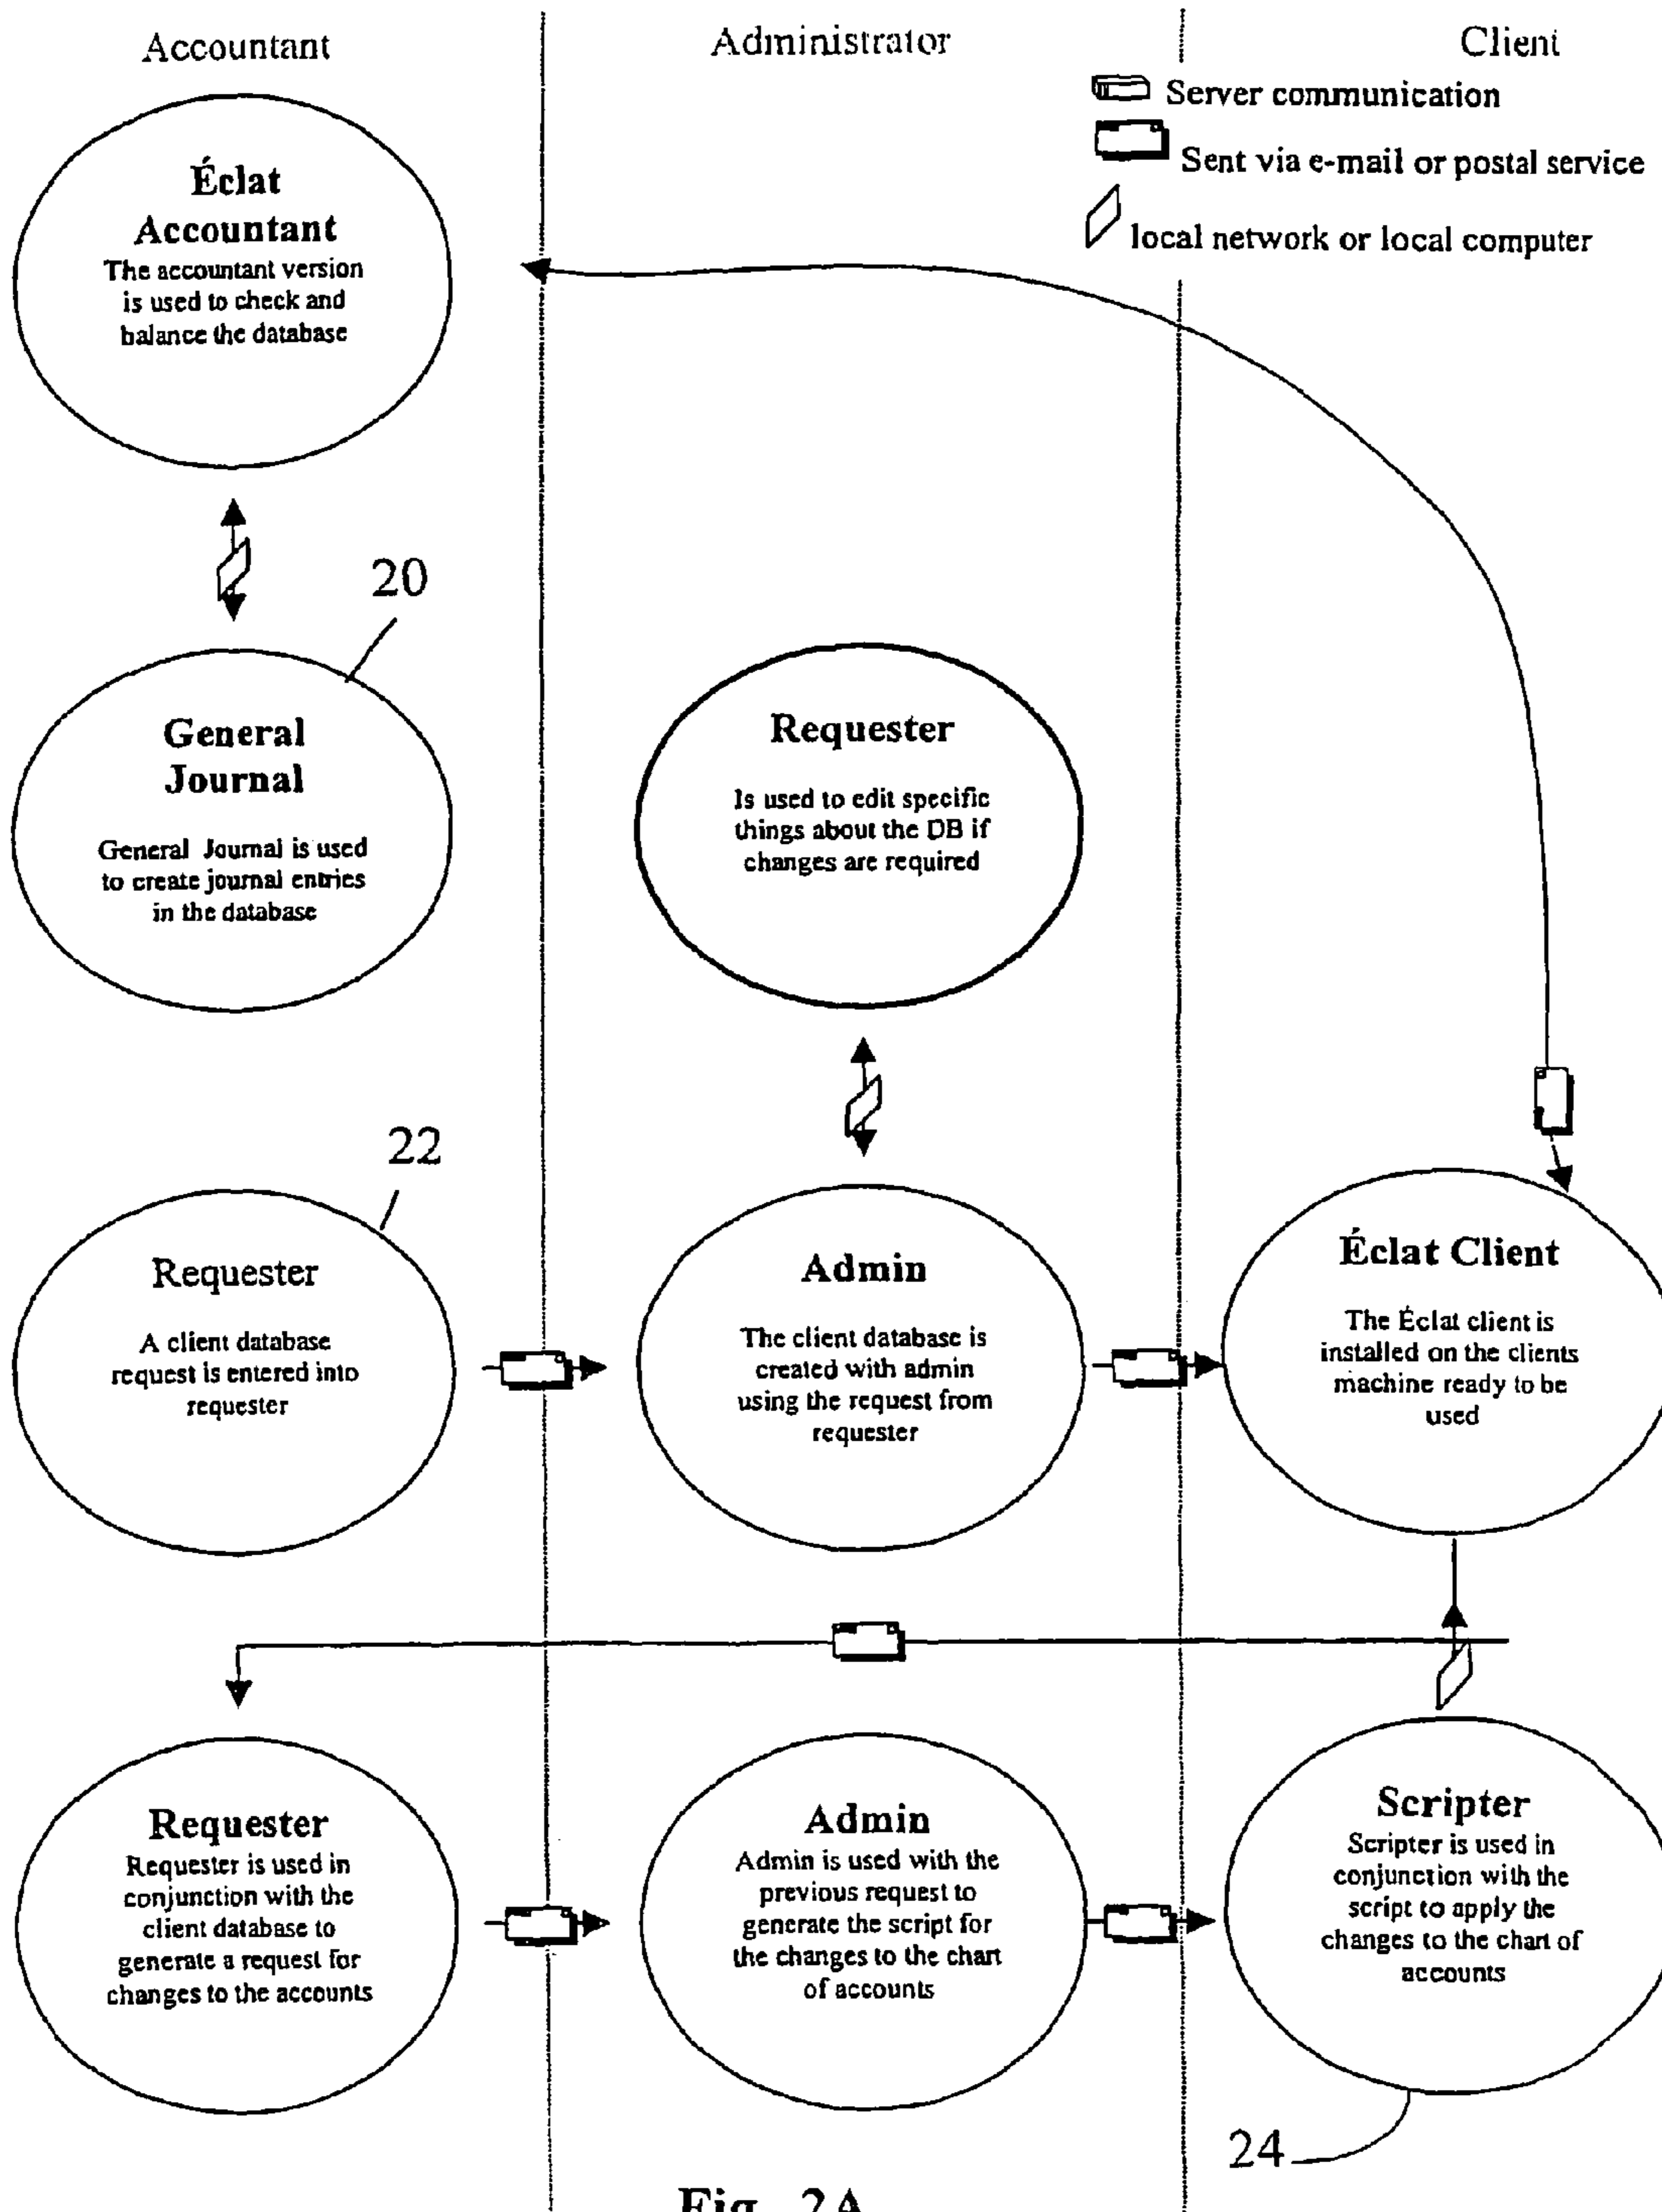 Accountant
Administrator
Client
Server communication
Sent via e-mail or postal service
local network or local computer
Éclat
Accountant
The accountant version
is used to check and
balance the database
20
General
Journal
General Journal is used
to create journal entries
in the database
Requester
Is used to edit specific
things about the DB if
changes are required
22
Requester
A client database
request is entered into
requester
Admin
The client database is
created with admin
using the request from
requester
Éclat Client
The Éclat client is
installed on the clients
machine ready to be
used
Requester
Requester is used in
conjunction with the
client database to
generate a request for
changes to the accounts
Admin
Admin is used with the
previous request to
generate the script for
the changes to the chart
of accounts
Scripter
Scripter is used in
conjunction with the
script to apply the
changes to the chart of
accounts
24
Fig. 2A